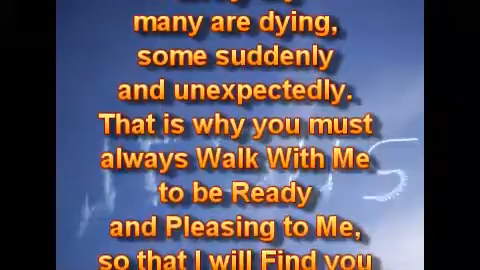 many are dying,
some suddenly
and unexpectedly.
That is why you must
always Walk With Me
to be Ready
and Pleasing to Me,
so that I will Find you